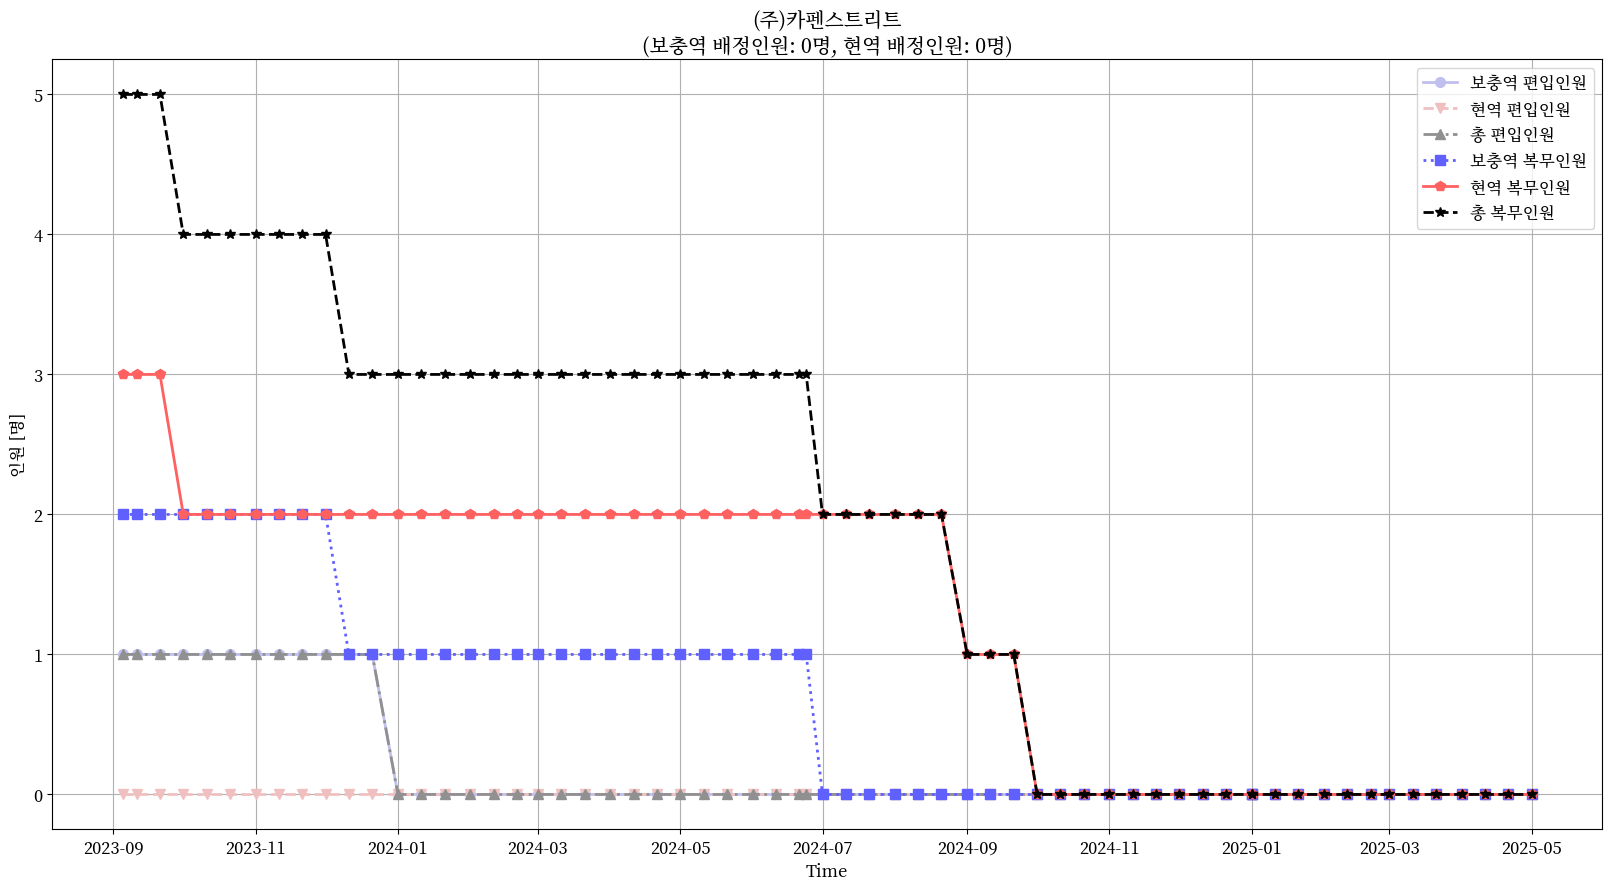 (주)카펜스트리트
(보충역 배정인원: 0명, 현역 배정인원: 0명)
보충역 편입인원
현역 편입인원
총 편입인원
보충역 복무인원
현역 복무인원
총 복무인원
인원 [명]
5
4
3
2
1
0
2023-09 2023-11 2024-01 2024-03 2024-05 2024-07 2024-09 2024-11 2025-01 2025-03 2025-05
Time